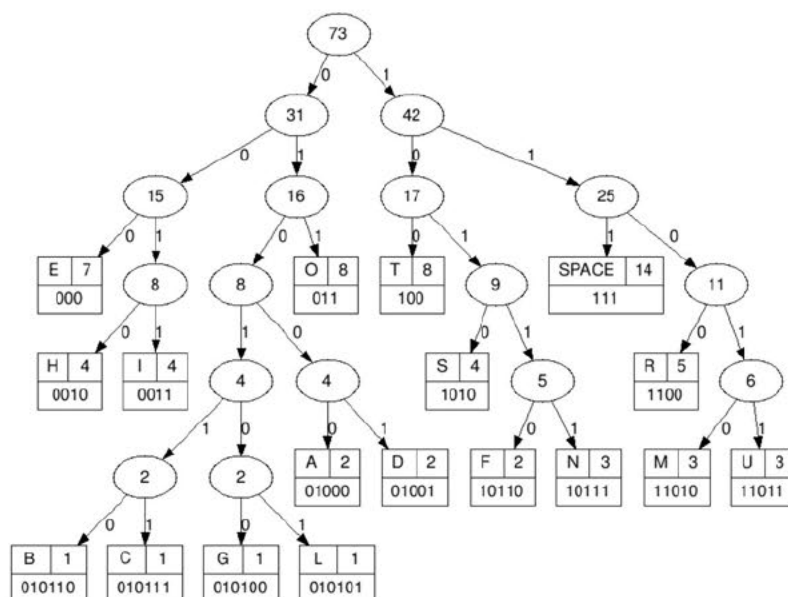 73
0 1
31 42
0 1 0 1
15 16 17 25
0 1 0 1 0 1 1 0
E 7 8 8 O 8 T 8 9 SPACE 14 11
000 011 100 111
0 1 1 0 0 1 0 1
H 4 I 4 4 4 S 4 5 R 5 6
0010 0011 1010 1100
1 0 0 1 0 1 0 1
2 2 A 2 D 2 F 2 N 3 M 3 U 3
01000 01001 10110 10111 11010 11011
0 1 0 1
B 1 C 1 G 1 L 1
010110 010111 010100 010101